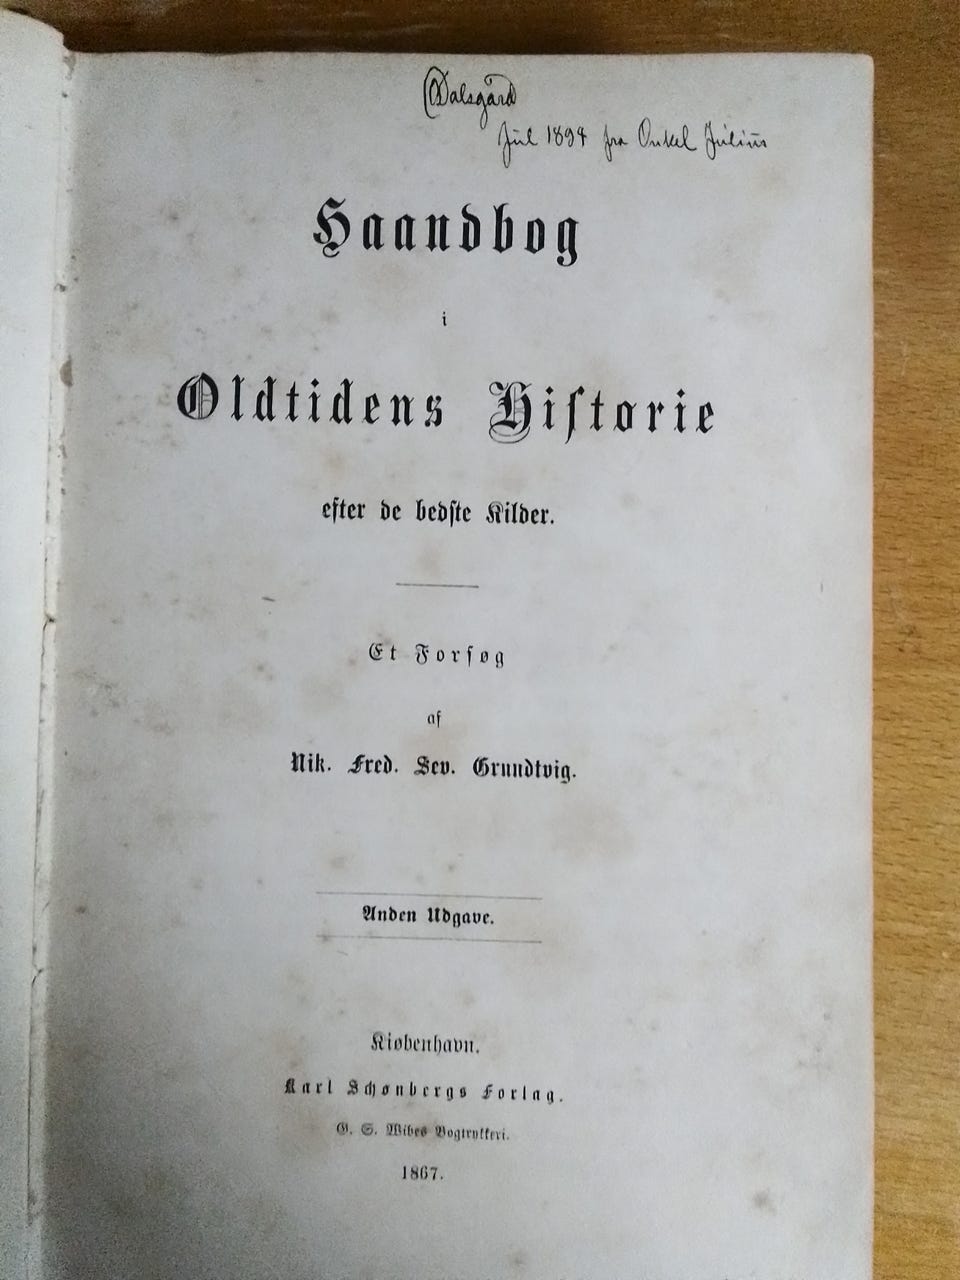 Dalsgård
Jul 1894 fra Onkel Julius
Haandbog
i
Oldtidens Hiſtorie
efter de bedſte Kilder.
Et Forſøg
af
Nik. Fred. Sev. Grundtvig.
Anden Udgave.
Kiøbenhavn.
Karl Schønbergs Forlag.
G. S. Wibes Bogtrykkeri.
1867.